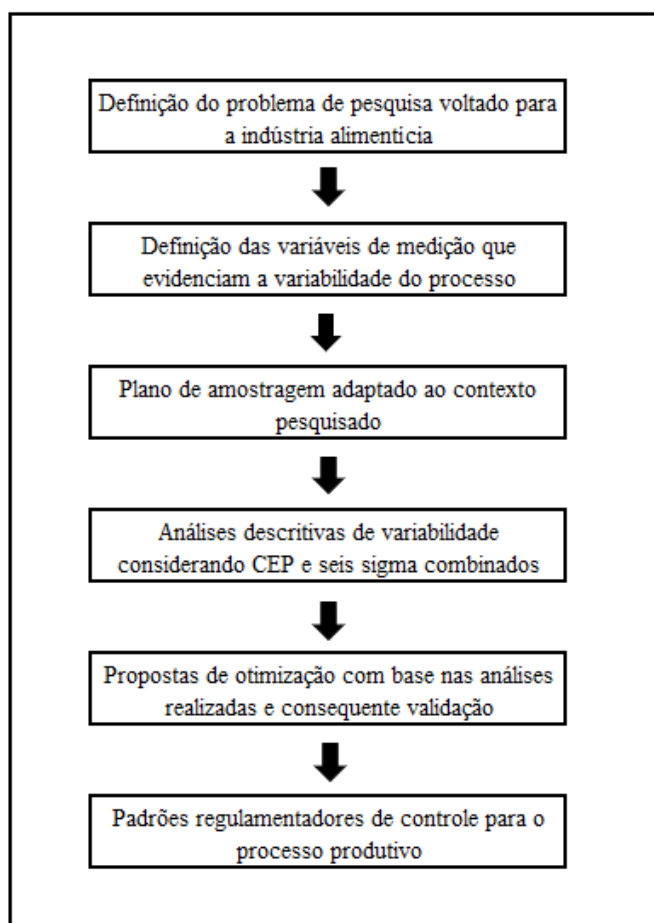 Definição do problema de pesquisa voltado para
a indústria alimentícia
Definição das variáveis de medição que
evidenciam a variabilidade do processo
Plano de amostragem adaptado ao contexto
pesquisado
Análises descritivas de variabilidade
considerando CEP e seis sigma combinados
Propostas de otimização com base nas análises
realizadas e consequente validação
Padrões regulamentadores de controle para o
processo produtivo